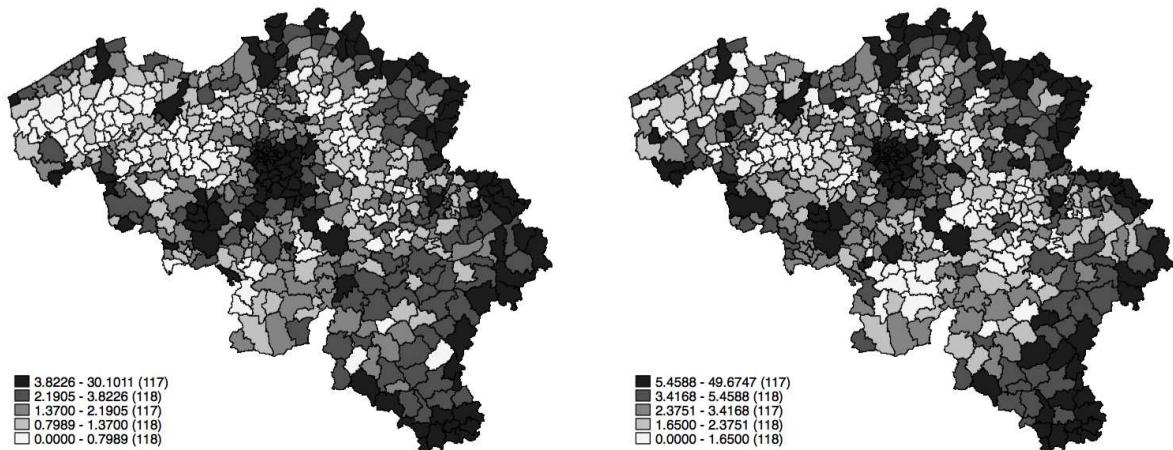 3.8226 - 30.1011 (117)
2.1905 - 3.8226 (118)
1.3700 - 2.1905 (117)
0.7989 - 1.3700 (118)
0.0000 - 0.7989 (118)
5.4588 - 49.6747 (117)
3.4168 - 5.4588 (118)
2.3751 - 3.4168 (117)
1.6500 - 2.3751 (118)
0.0000 - 1.6500 (118)